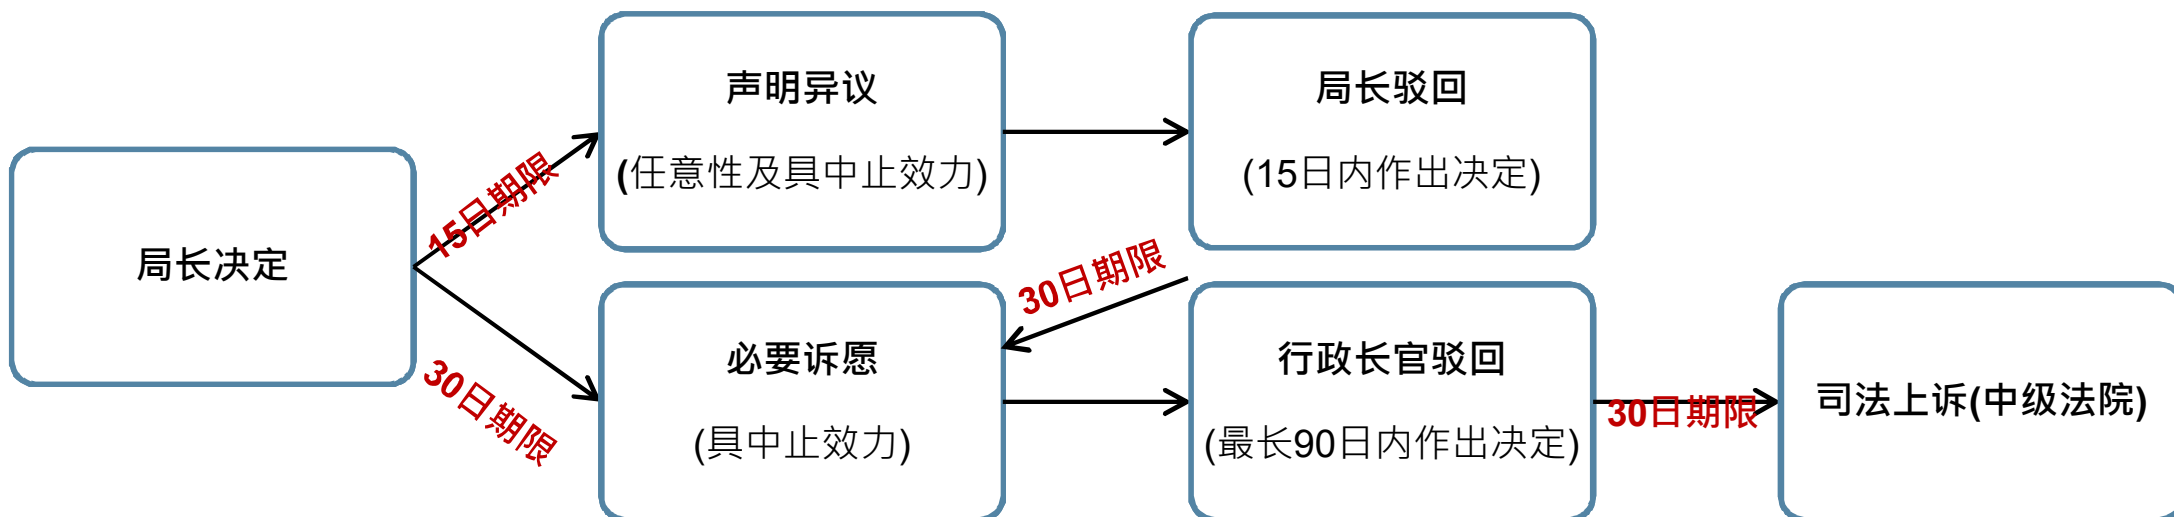 局长决定
15日期限
声明异议
(任意性及具中止效力)
局长驳回
(15日内作出决定)
30日期限
30日期限
必要诉愿
(具中止效力)
行政长官驳回
(最长90日内作出决定)
30日期限
司法上诉(中级法院)